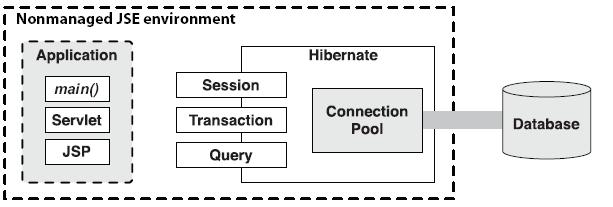 Nonmanaged JSE environment
Application
main()
Servlet
JSP
Hibernate
Session
Transaction
Query
Connection
Pool
Database